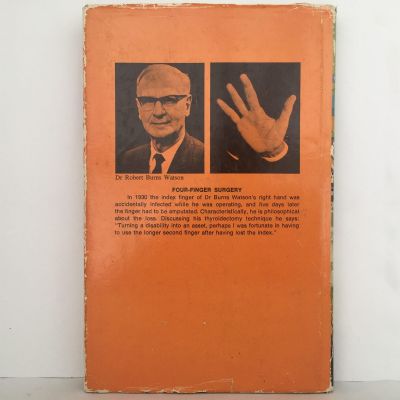 Dr Robert Burns Watson
FOUR-FINGER SURGERY
In 1930 the index finger of Dr Burns Watson's right hand was
accidentally infected while he was operating, and five days later
the finger had to be amputated. Characteristically, he is philosophical
about the loss. Discussing his thyroidectomy technique he says:
"Turning a disability into an asset, perhaps I was fortunate in having
to use the longer second finger after having lost the index."